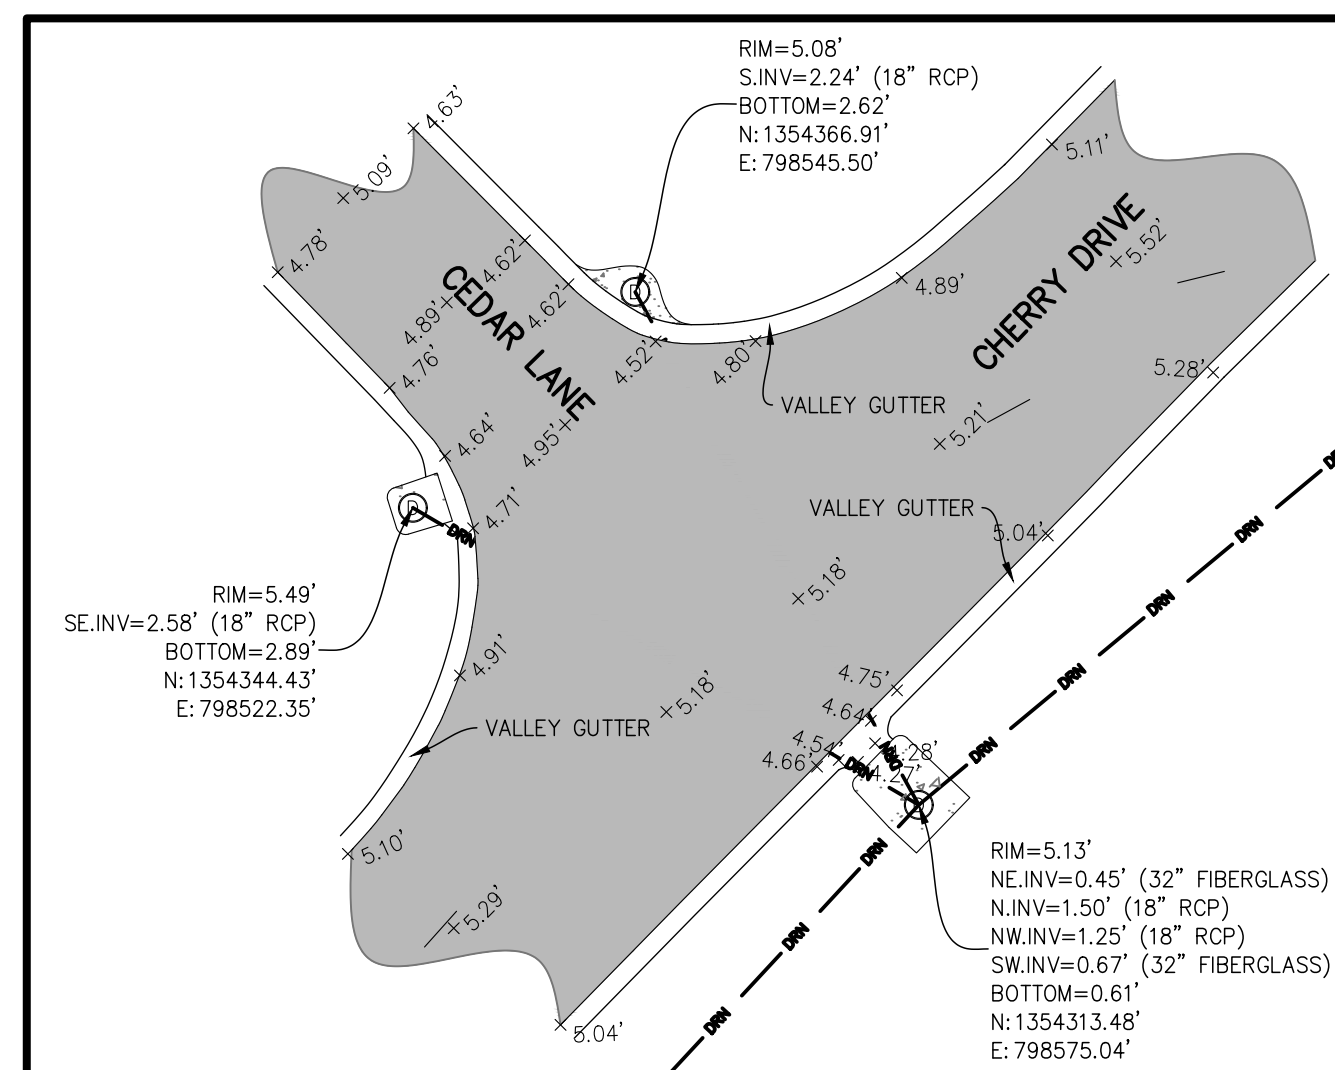 RIM=5.08'
S.INV=2.24' (18" RCP)
BOTTOM=2.62'
N:1354366.91'
E:798545.50'
4.63'
5.09'
4.78'
5.11'
4.62'
4.62'
CEDAR LANE
4.89'
4.76'
4.52'
4.80'
4.89'
CHERRY DRIVE
5.52'
VALLEY GUTTER
5.28'
4.64'
4.95'
5.21'
D
D
4.71'
DRN
VALLEY GUTTER
5.04'
DRN
DRN
RIM=5.49'
SE.INV=2.58' (18" RCP)
BOTTOM=2.89'
N:1354344.43'
E:798522.35'
5.18'
4.91'
5.18'
VALLEY GUTTER
4.75'
4.64'
4.54'
4.66'
DRN
DRN
4.28'
4.27'
DRN
DRN
DRN
DRN
DRN
5.10'
5.29'
5.04'
RIM=5.13'
NE.INV=0.45' (32" FIBERGLASS)
N.INV=1.50' (18" RCP)
NW.INV=1.25' (18" RCP)
SW.INV=0.67' (32" FIBERGLASS)
BOTTOM=0.61'
N:1354313.48'
E:798575.04'